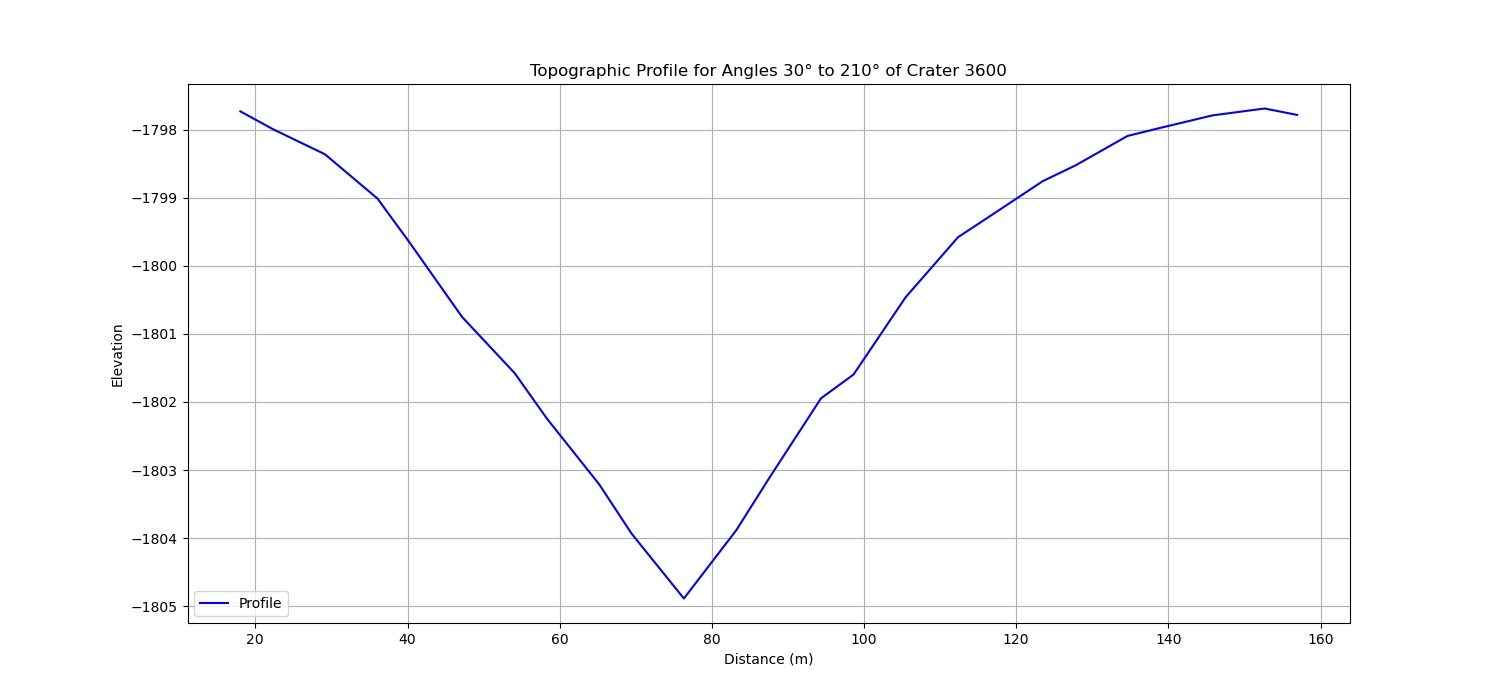 Topographic Profile for Angles 30° to 210° of Crater 3600
−1798
−1799
−1800
−1801
−1802
−1803
−1804
−1805
Elevation
Profile
20 40 60 80 100 120 140 160
Distance (m)